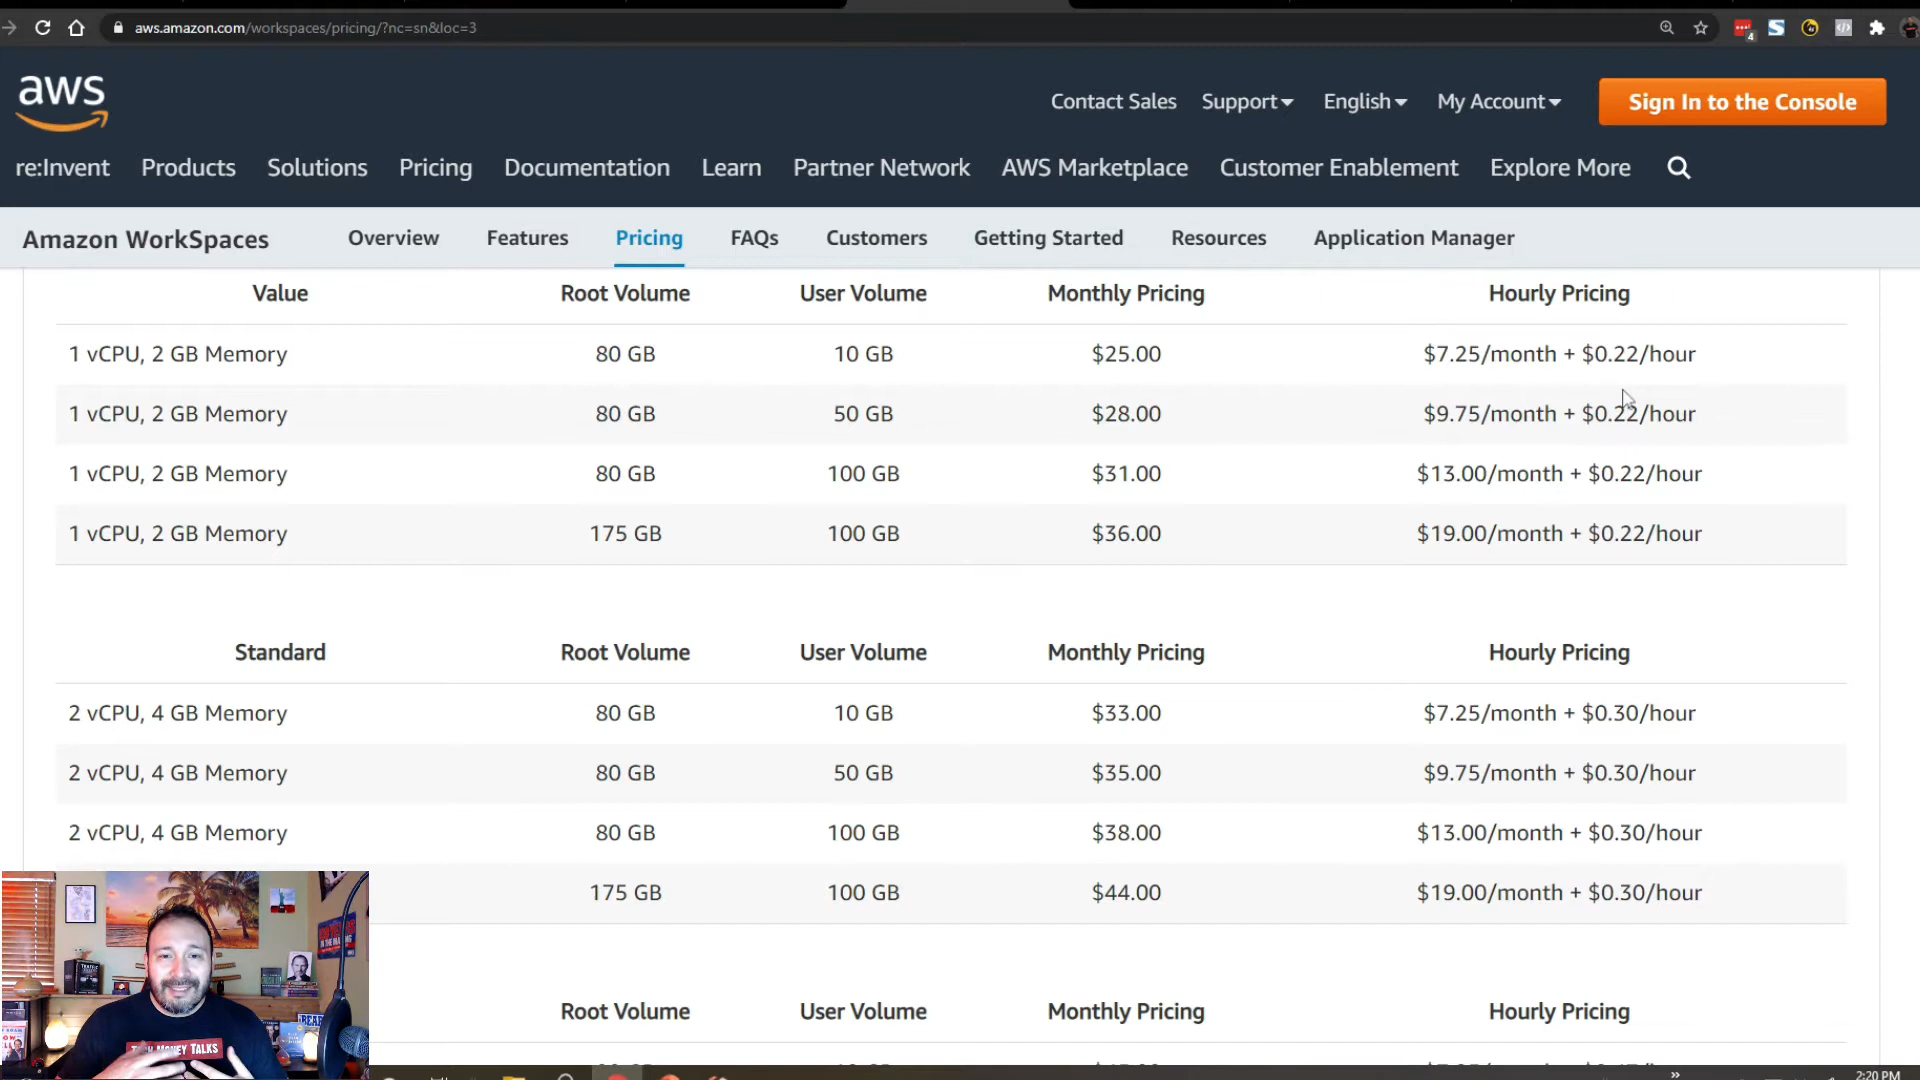 aws.amazon.com/workspaces/pricing/?nc=sn&loc=3
4
aws
Contact Sales Support English My Account Sign In to the Console
re:Invent Products Solutions Pricing Documentation Learn Partner Network AWS Marketplace Customer Enablement Explore More
Amazon WorkSpaces Overview Features Pricing FAQs Customers Getting Started Resources Application Manager
Value Root Volume User Volume Monthly Pricing Hourly Pricing
1 vCPU, 2 GB Memory 80 GB 10 GB $25.00 $7.25/month + $0.22/hour
1 vCPU, 2 GB Memory 80 GB 50 GB $28.00 $9.75/month + $0.22/hour
1 vCPU, 2 GB Memory 80 GB 100 GB $31.00 $13.00/month + $0.22/hour
1 vCPU, 2 GB Memory 175 GB 100 GB $36.00 $19.00/month + $0.22/hour
Standard Root Volume User Volume Monthly Pricing Hourly Pricing
2 vCPU, 4 GB Memory 80 GB 10 GB $33.00 $7.25/month + $0.30/hour
2 vCPU, 4 GB Memory 80 GB 50 GB $35.00 $9.75/month + $0.30/hour
2 vCPU, 4 GB Memory 80 GB 100 GB $38.00 $13.00/month + $0.30/hour
175 GB 100 GB $44.00 $19.00/month + $0.30/hour
Root Volume User Volume Monthly Pricing Hourly Pricing
MONEY TALKS
2:20 PM